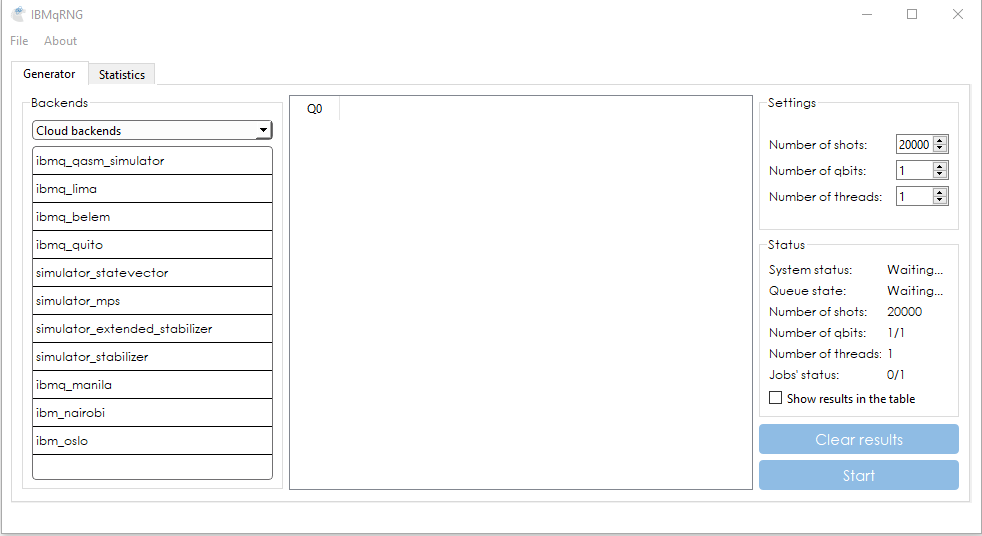 IBMqRNG
File About
Generator Statistics
Backends
Cloud backends
ibmq_qasm_simulator
ibmq_lima
ibmq_belem
ibmq_quito
simulator_statevector
simulator_mps
simulator_extended_stabilizer
simulator_stabilizer
ibmq_manila
ibm_nairobi
ibm_oslo
Q0
Settings
Number of shots: 20000
Number of qbits: 1
Number of threads: 1
Status
System status: Waiting...
Queue state: Waiting...
Number of shots: 20000
Number of qbits: 1/1
Number of threads: 1
Jobs' status: 0/1
Show results in the table
Clear results
Start